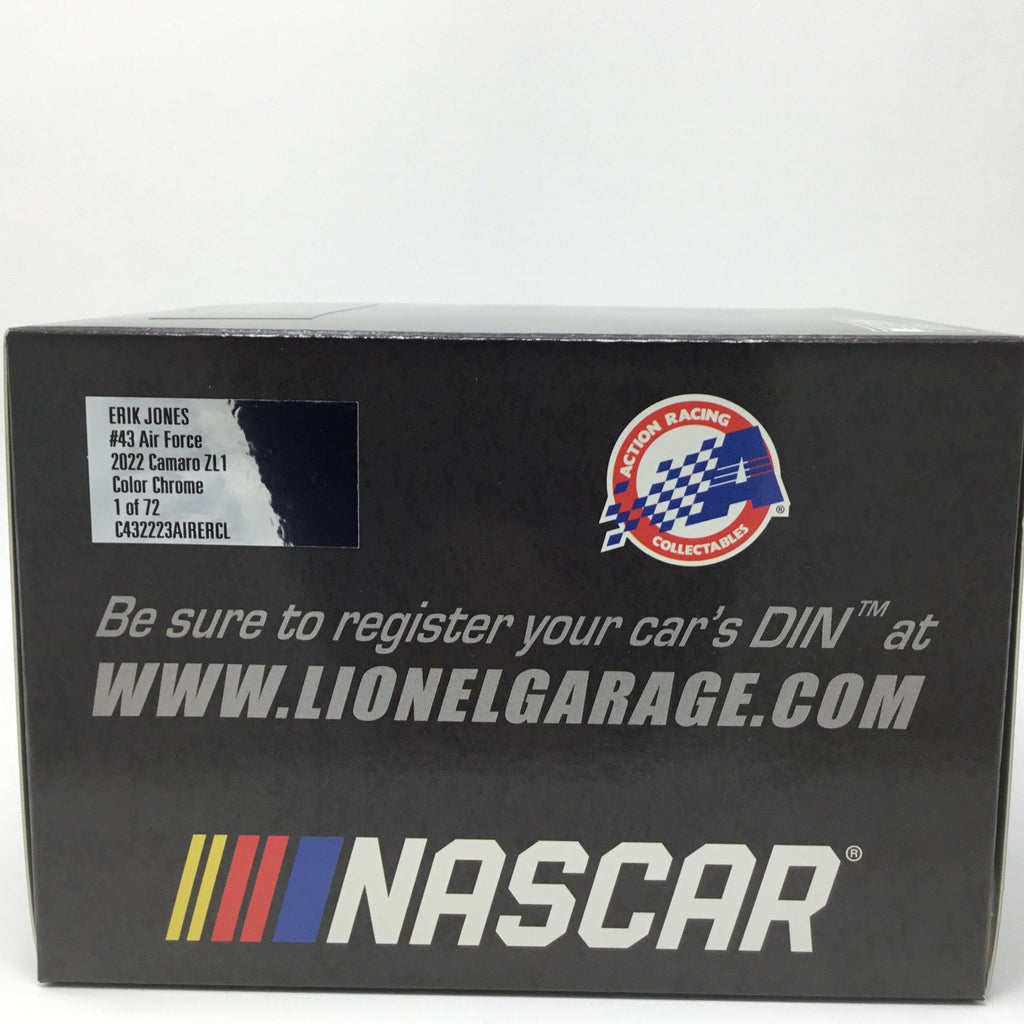 ERIK JONES
#43 Air Force
2022 Camaro ZL1
Color Chrome
1 of 72
C432223AIRERCL
ACTION RACING
COLLECTABLES
®
Be sure to register your car's DIN™ at
WWW.LIONELGARAGE.COM
NASCAR®